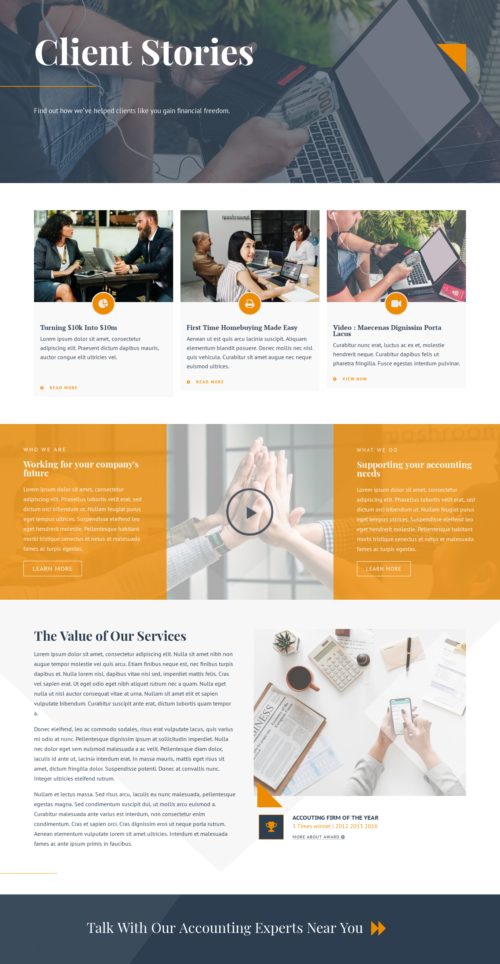 Client Stories
Find out how we've helped clients like you gain financial freedom.
Turning $10k Into $10m
Lorem ipsum dolor sit amet, consectetur
adipiscing elit. Praesent dictum dapibus mauris,
auctor congue elit ultricies vel.
READ MORE
First Time Homebuying Made Easy
Aenean ut est quis arcu lacinia suscipit. Aliquam
elementum blandit posuere. Donec mollis nec nisl
quis vehicula. Curabitur sit amet augue nec neque
euismod ultrices.
READ MORE
Video : Maecenas Dignissim Porta
Lacus
Curabitur nunc erat, luctus ac ex et, molestie
hendrerit neque. Curabitur dapibus felis ut
pharetra fringilla. Fusce egestas interdum pulvinar.
VIEW NOW
WHO WE ARE
Working for your company's
future
Lorem ipsum dolor sit amet, consectetur
adipiscing elit. Cras vel egestas erat, id sed
dictum orci bibendum ut. Nullam feugiat purus
eget tempus ultrices. Suspendisse eleifend leo
eget hendrerit molestie. Pellentesque habitant
morbi tristique senectus et netus et malesuada
fames ac turpis egestas.
LEARN MORE
WHAT WE DO
Supporting your accounting
needs
Lorem ipsum dolor sit amet, consectetur
adipiscing elit. Cras vel egestas erat, id sed
dictum orci bibendum ut. Nullam feugiat purus
eget tempus ultrices. Suspendisse eleifend leo
eget hendrerit molestie. Pellentesque habitant
morbi tristique senectus et netus et malesuada
fames ac turpis egestas.
LEARN MORE
The Value of Our Services
Lorem ipsum dolor sit amet, consectetur adipiscing elit. Nulla sit amet nibh non
augue tempor molestie vel quis arcu. Etiam finibus neque est, nec finibus turpis
dapibus et. Nulla lorem nisl, dapibus vitae nisl sed, imperdiet mattis felis. Cras
vel sapien erat. Ut eget odio eget nibh aliquet rutrum nec a quam. Nulla eget
nulla ut nisl auctor consequat vitae at urna. Nullam sit amet elit et sapien
vulputate bibendum. Curabitur suscipit ante erat, dictum lobortis quam tempor
a.
Donec eleifend, leo ac commodo sodales, risus erat vulputate lacus, quis varius
mi odio at nunc. Pellentesque dignissim ipsum at sollicitudin imperdiet. Nulla
nec dolor eget sem euismod malesuada a ac velit. Pellentesque diam dolor,
iaculis id ante ut, lacinia interdum erat. In massa mauris, mattis eget risus sit
amet, dictum fringilla dolor. Suspendisse potenti. Donec at convallis nunc.
Integer ultricies eleifend rutrum.
Nullam et lectus massa. Sed risus arcu, iaculis eu nunc malesuada, pellentesque
egestas magna. Sed condimentum suscipit dui, ut mollis arcu euismod a.
Curabitur malesuada ante varius est interdum, non consectetur enim
condimentum. Cras et sapien orci. Cras dignissim eros ut neque porta rutrum.
Aenean elementum vulputate lorem sit amet ultricies. Interdum et malesuada
fames ac ante ipsum primis in faucibus.
BUSINESS
ACCOUTING FIRM OF THE YEAR
3 Times winner | 2012 2013 2016
MORE ABOUT AWARD
Talk With Our Accounting Experts Near You